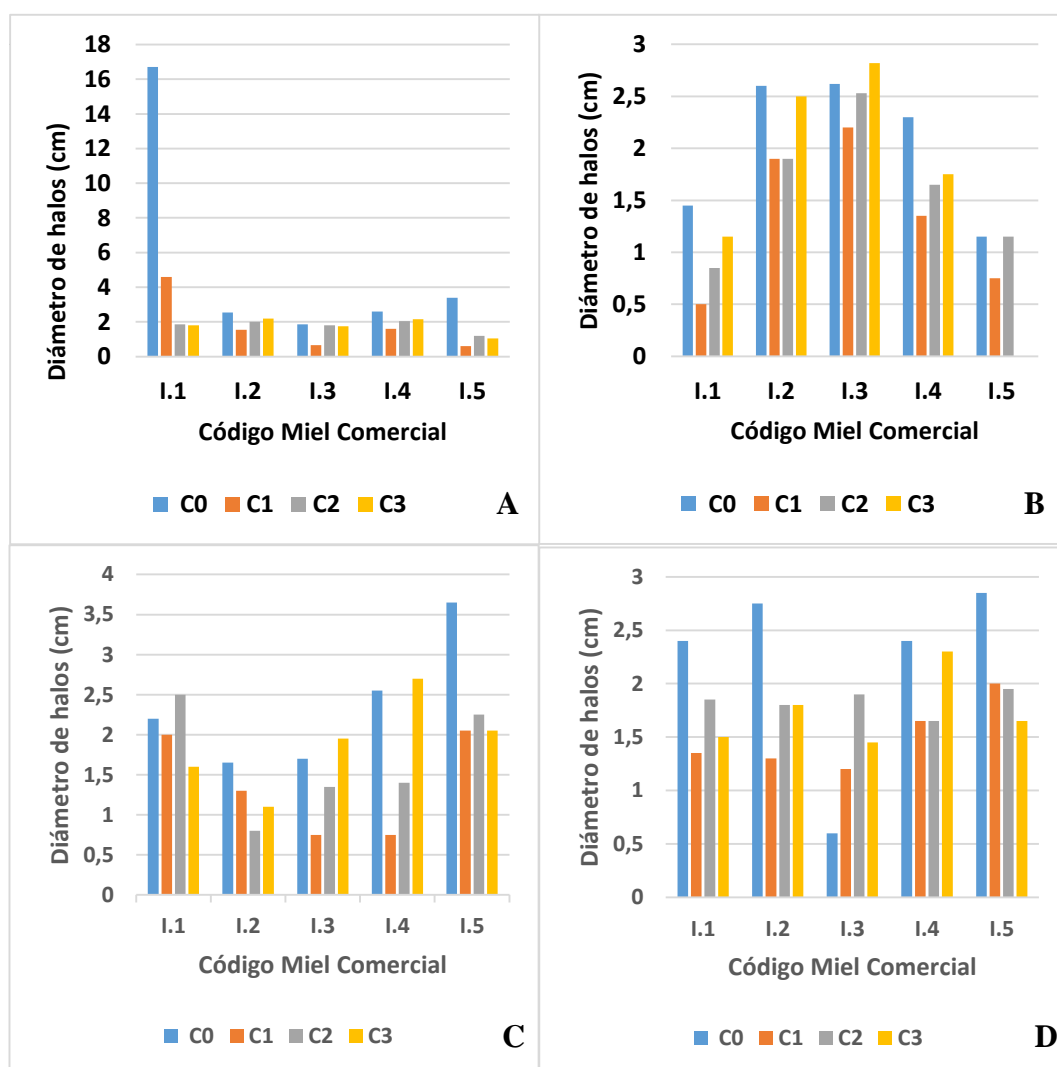 Diámetro de halos (cm)
18
16
14
12
10
8
6
4
2
0
I.1 I.2 I.3 I.4 I.5
Código Miel Comercial
C0 C1 C2 C3
A
Diámetro de halos (cm)
3
2,5
2
1,5
1
0,5
0
I.1 I.2 I.3 I.4 I.5
Código Miel Comercial
C0 C1 C2 C3
B
Diámetro de halos (cm)
4
3,5
3
2,5
2
1,5
1
0,5
0
I.1 I.2 I.3 I.4 I.5
Código Miel Comercial
C0 C1 C2 C3
C
Diámetro de halos (cm)
3
2,5
2
1,5
1
0,5
0
I.1 I.2 I.3 I.4 I.5
Código Miel Comercial
C0 C1 C2 C3
D